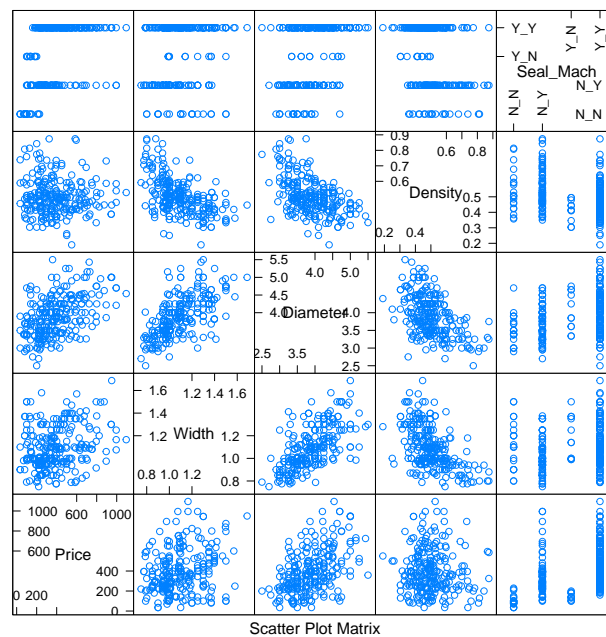 Y_Y
Y_N
Seal_Mach
N_Y
N_N
N_N
N_Y
Y_N
Y_Y
0.9
0.8
0.7
0.6
0.6 0.8
Density
0.5
0.4
0.3
0.2
0.2 0.4
5.5
5.0
4.5
4.0
4.0 5.0
Diameter
4.0
3.5
3.0
2.5
2.5 3.5
1.6
1.4
1.2
1.2 1.4 1.6
Width
1.2
1.0
0.8
0.8 1.0 1.2
1000
800
600
600 1000
Price
400
200
0
0 200
Scatter Plot Matrix